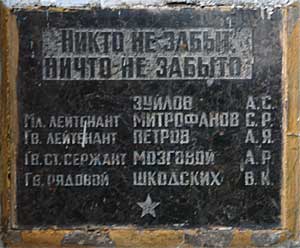 НИКТО НЕ ЗАБЫТ
НИЧТО НЕ ЗАБЫТО
ЗУЙЛОВ А.С.
МЛ. ЛЕЙТЕНАНТ МИТРОФАНОВ С.Р.
ГВ. ЛЕЙТЕНАНТ ПЕТРОВ А.Я.
ГВ. СТ. СЕРЖАНТ МОЗГОВОЙ А.Р.
ГВ. РЯДОВОЙ ШКОДСКИХ В.К.